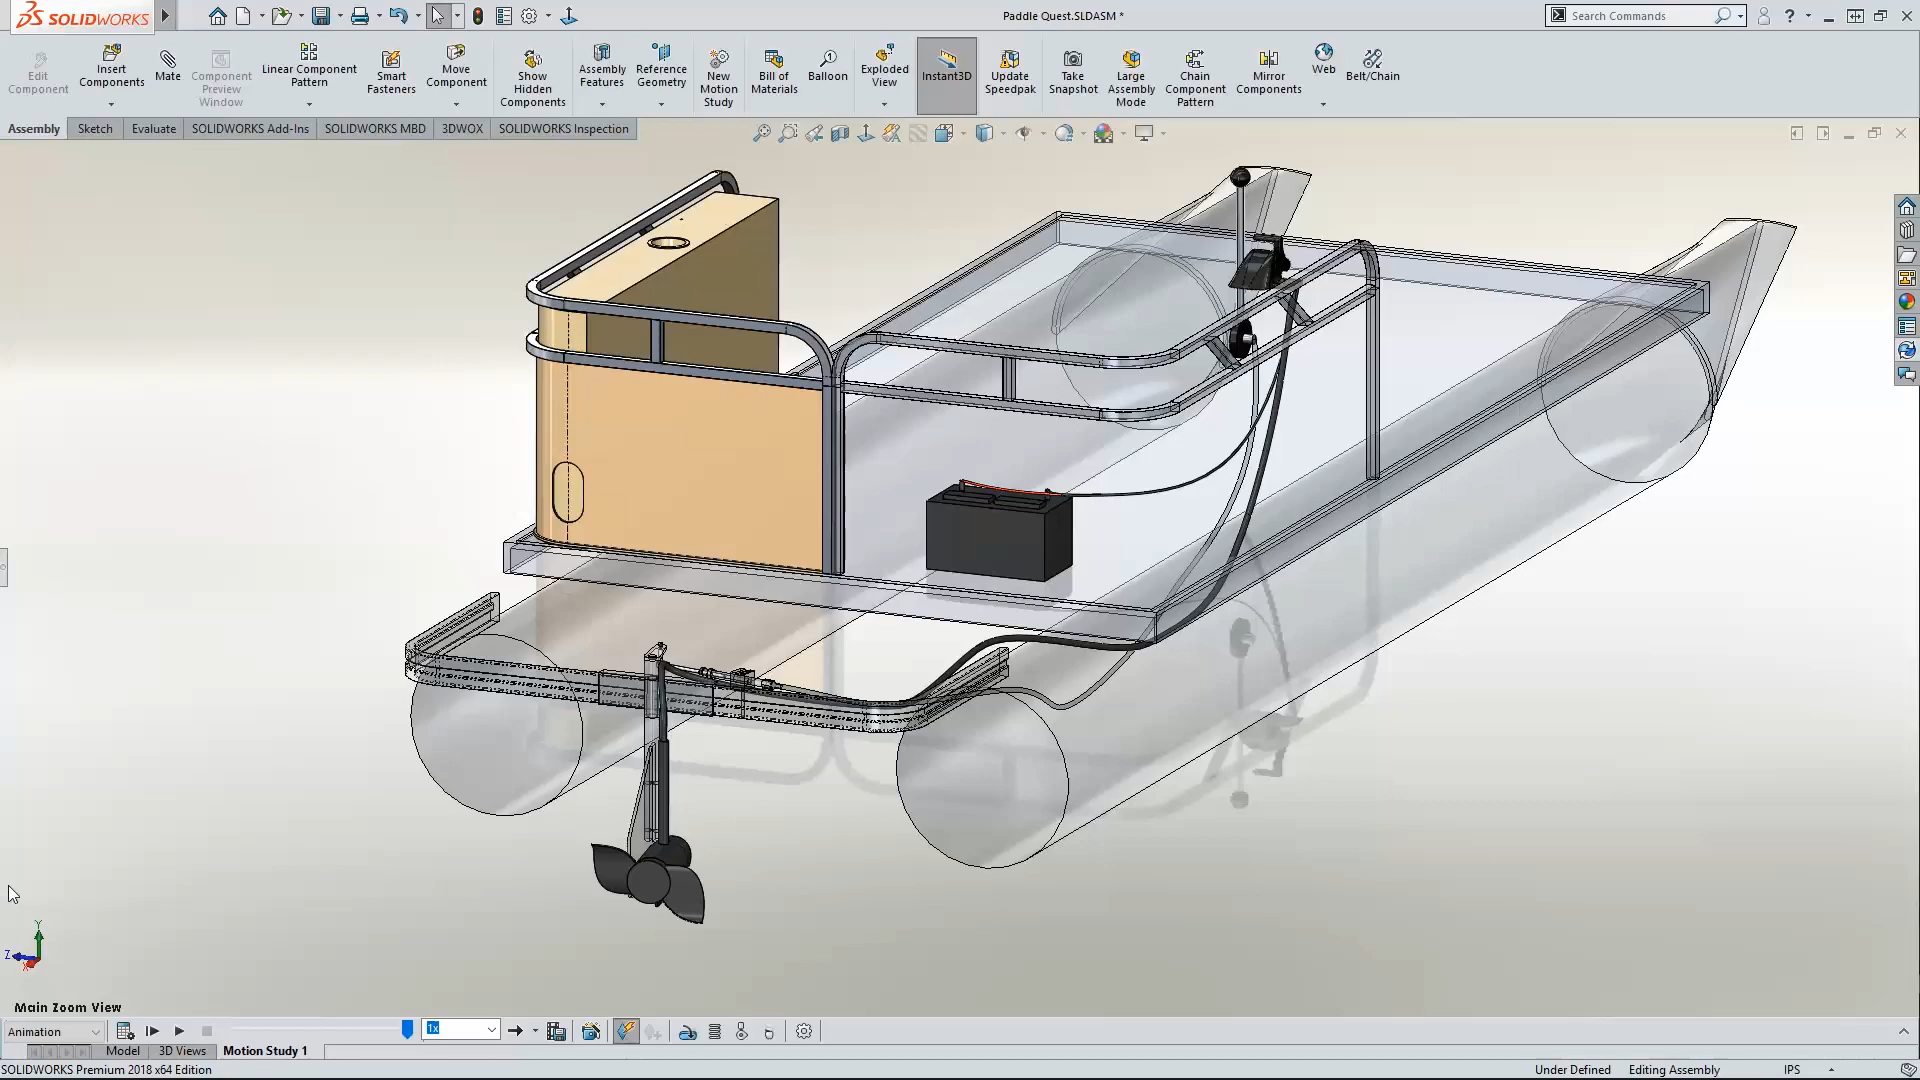 SOLIDWORKS
Paddle Quest.SLDASM *
Search Commands
?
Edit Component
Insert Components
Mate
Component Preview Window
Linear Component Pattern
Smart Fasteners
Move Component
Show Hidden Components
Assembly Features
Reference Geometry
New Motion Study
Bill of Materials
Balloon
Exploded View
Instant3D
Update Speedpak
Take Snapshot
Large Assembly Mode
Chain Component Pattern
Mirror Components
Web
Belt/Chain
Assembly
Sketch
Evaluate
SOLIDWORKS Add-Ins
SOLIDWORKS MBD
3DWOX
SOLIDWORKS Inspection
Y
Z
X
Main Zoom View
Animation
1x
Model
3D Views
Motion Study 1
SOLIDWORKS Premium 2018 x64 Edition
Under Defined
Editing Assembly
IPS